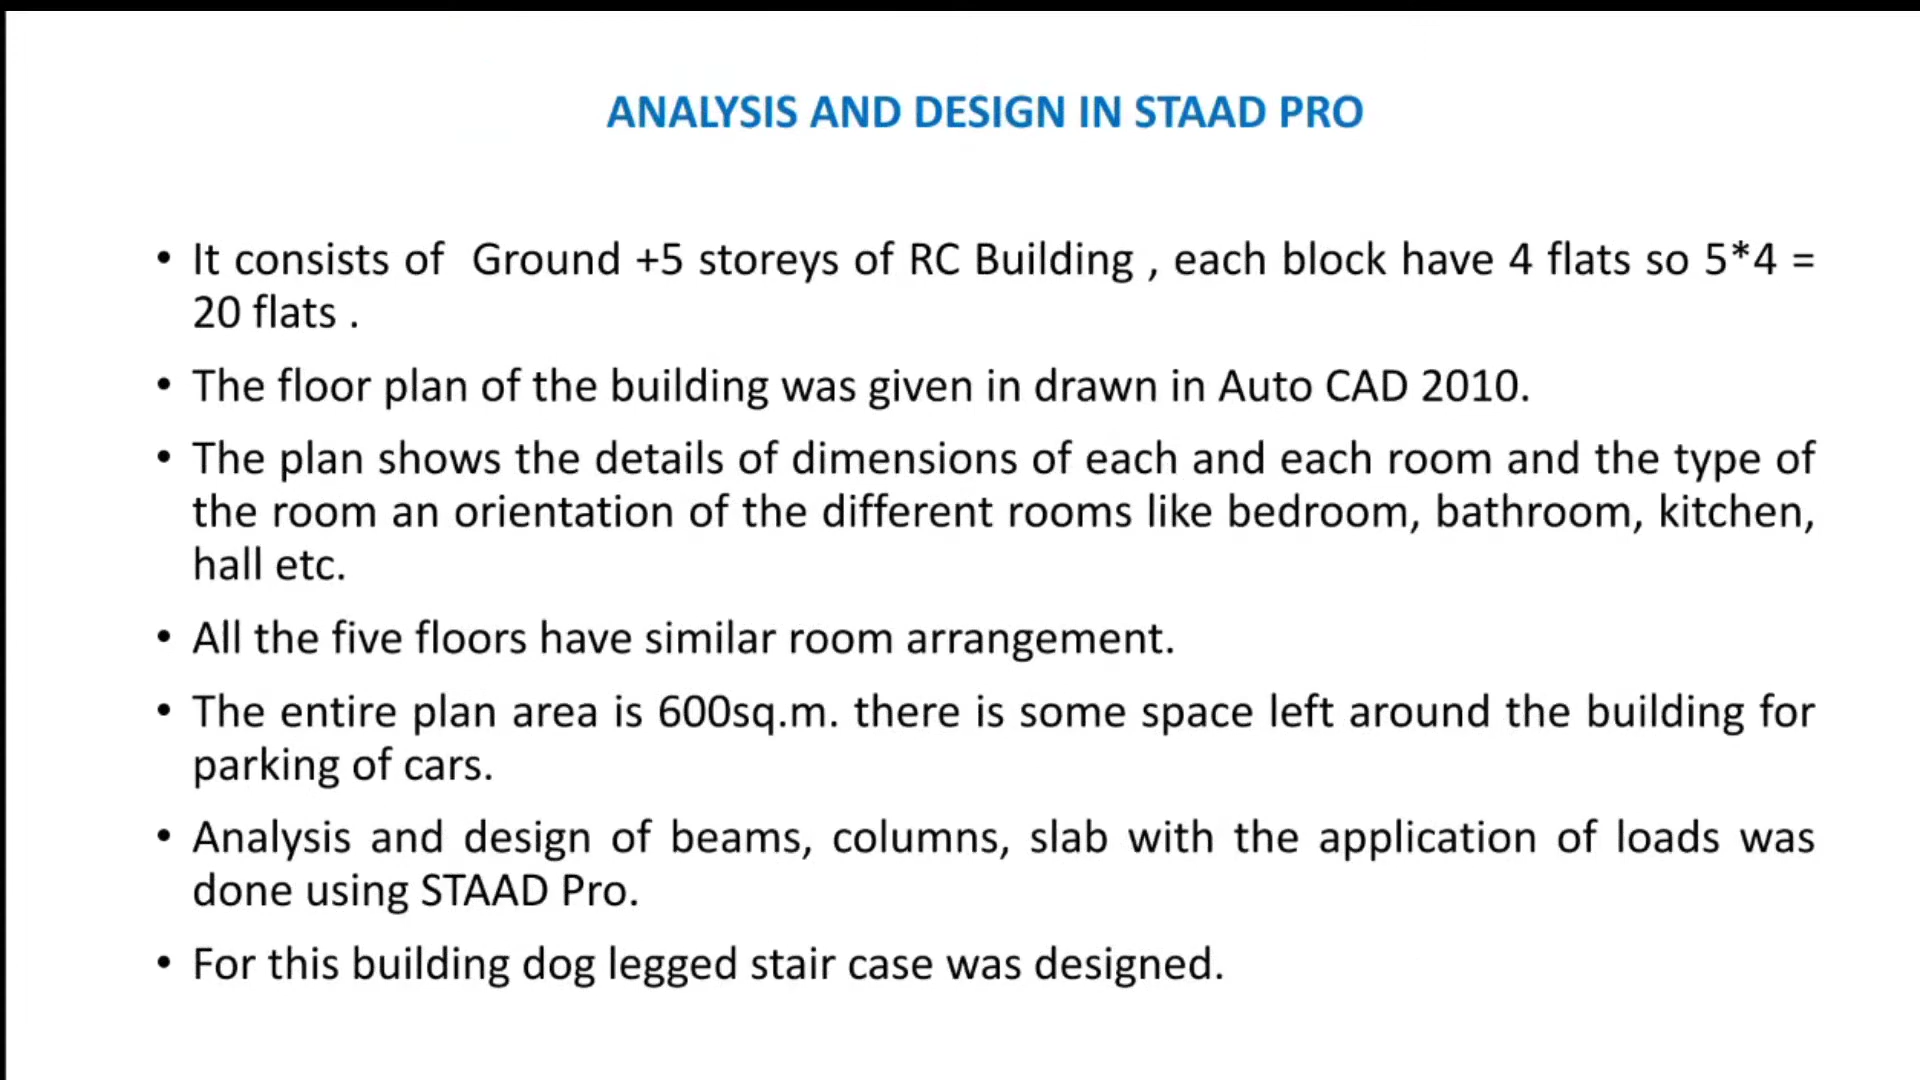 ANALYSIS AND DESIGN IN STAAD PRO
• It consists of Ground +5 storeys of RC Building , each block have 4 flats so 5*4 =
20 flats .
• The floor plan of the building was given in drawn in Auto CAD 2010.
• The plan shows the details of dimensions of each and each room and the type of
the room an orientation of the different rooms like bedroom, bathroom, kitchen,
hall etc.
• All the five floors have similar room arrangement.
• The entire plan area is 600sq.m. there is some space left around the building for
parking of cars.
• Analysis and design of beams, columns, slab with the application of loads was
done using STAAD Pro.
• For this building dog legged stair case was designed.